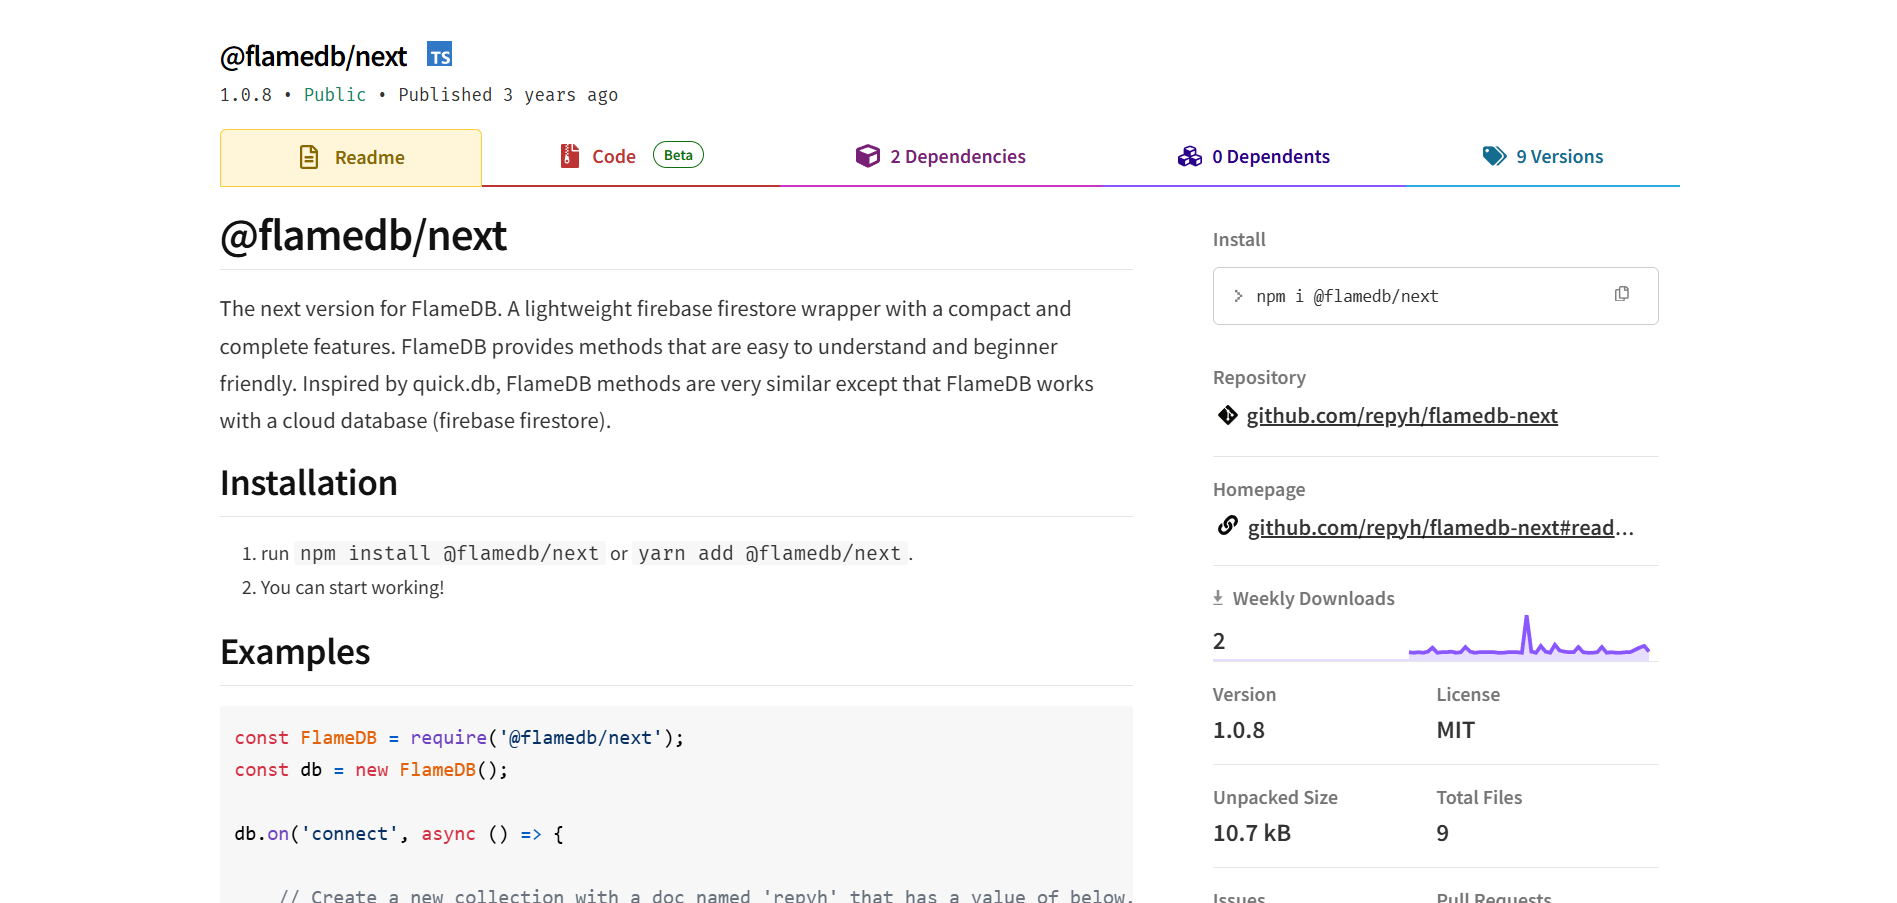 @flamedb/next TS
1.0.8 • Public • Published 3 years ago
Readme
Code Beta
2 Dependencies
0 Dependents
9 Versions
@flamedb/next
The next version for FlameDB. A lightweight firebase firestore wrapper with a compact and
complete features. FlameDB provides methods that are easy to understand and beginner
friendly. Inspired by quick.db, FlameDB methods are very similar except that FlameDB works
with a cloud database (firebase firestore).
Installation
1. run npm install @flamedb/next or yarn add @flamedb/next.
2. You can start working!
Examples
const FlameDB = require('@flamedb/next');
const db = new FlameDB();
db.on('connect', async () => {
// Create a new collection with a doc named 'repyh' that has a value of below.
Install
> npm i @flamedb/next
Repository
github.com/repyh/flamedb-next
Homepage
github.com/repyh/flamedb-next#read...
Weekly Downloads
2
Version
1.0.8
License
MIT
Unpacked Size
10.7 kB
Total Files
9
Issues
Pull Requests